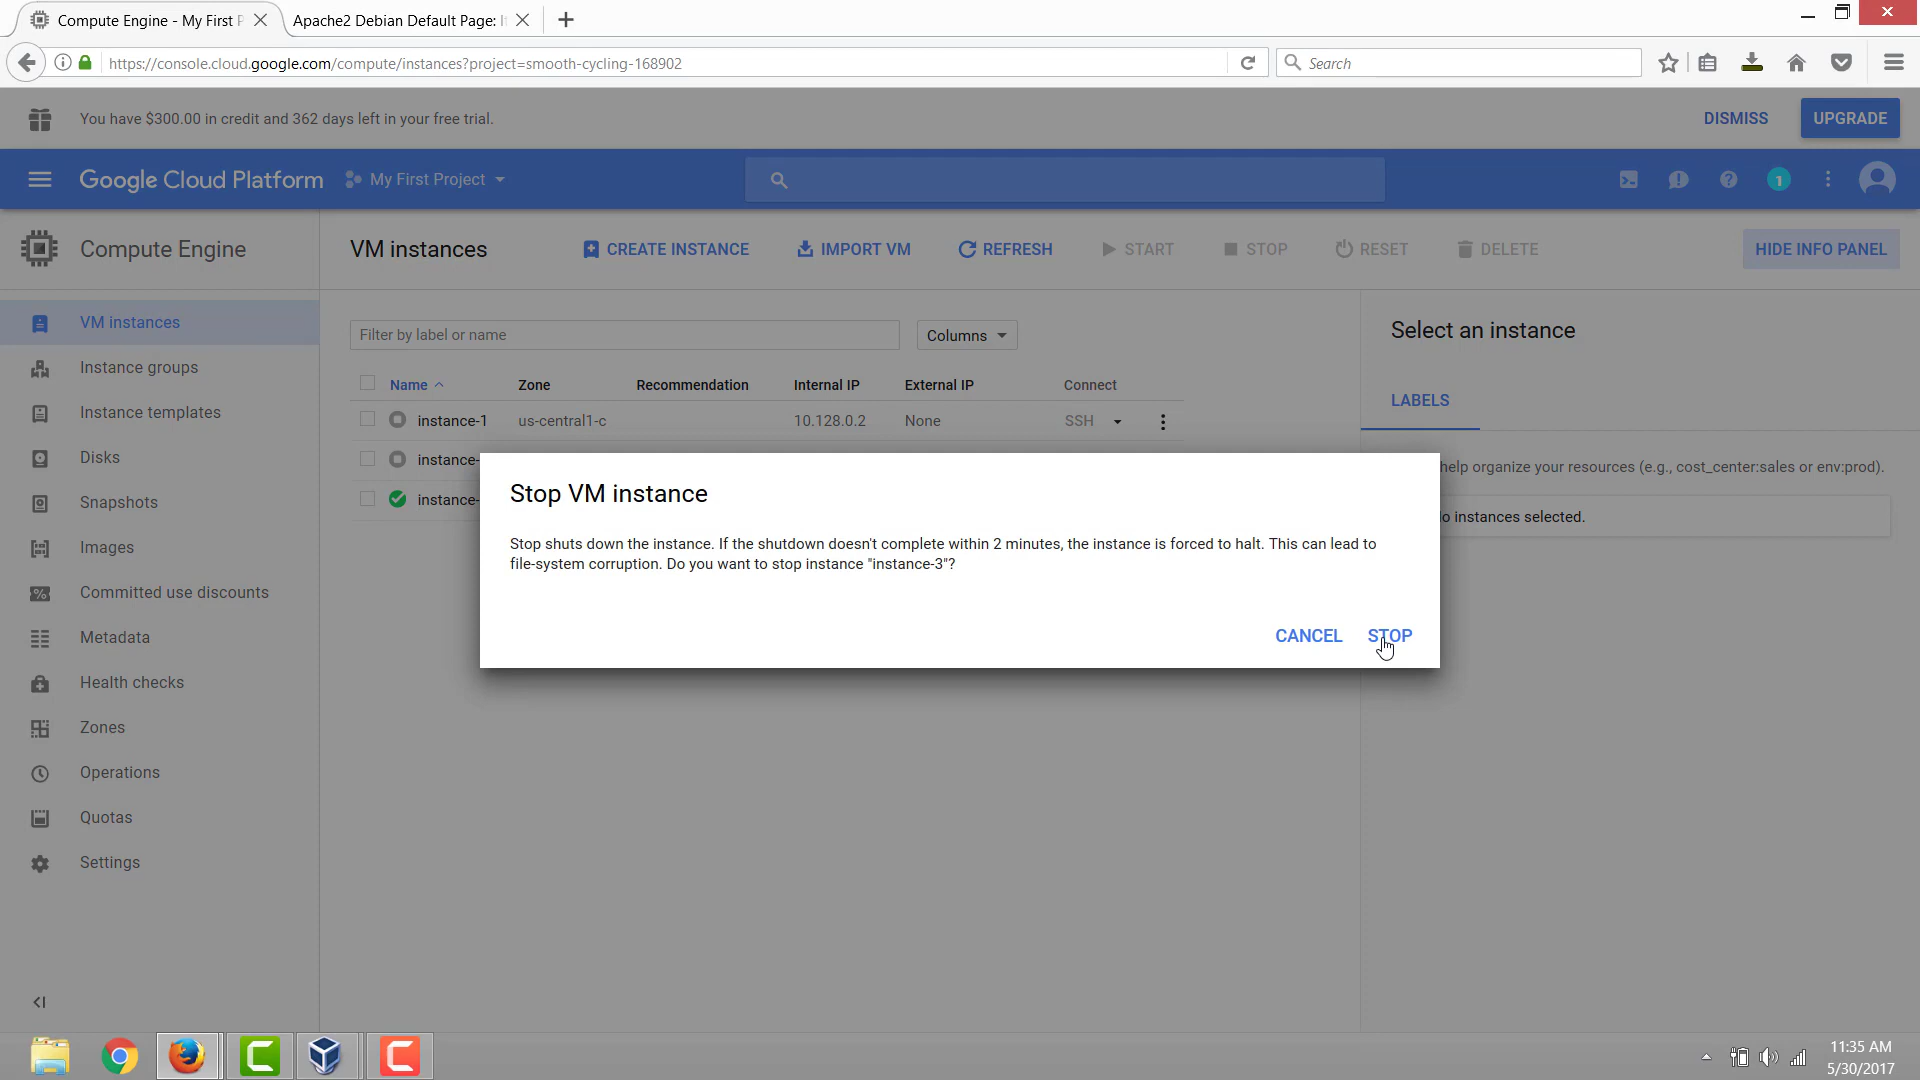 Compute Engine - My First P
Apache2 Debian Default Page: I
https://console.cloud.google.com/compute/instances?project=smooth-cycling-168902
Search
You have $300.00 in credit and 362 days left in your free trial.
DISMISS
UPGRADE
Google Cloud Platform
My First Project
1
Compute Engine
VM instances
CREATE INSTANCE
IMPORT VM
REFRESH
START
STOP
RESET
DELETE
HIDE INFO PANEL
VM instances
Instance groups
Instance templates
Disks
Snapshots
Images
Committed use discounts
Metadata
Health checks
Zones
Operations
Quotas
Settings
Filter by label or name
Columns
Name Zone Recommendation Internal IP External IP Connect
instance-1 us-central1-c 10.128.0.2 None SSH
instance-
instance-
Select an instance
LABELS
help organize your resources (e.g., cost_center:sales or env:prod).
o instances selected.
Stop VM instance
Stop shuts down the instance. If the shutdown doesn't complete within 2 minutes, the instance is forced to halt. This can lead to
file-system corruption. Do you want to stop instance "instance-3"?
CANCEL
STOP
11:35 AM
5/30/2017